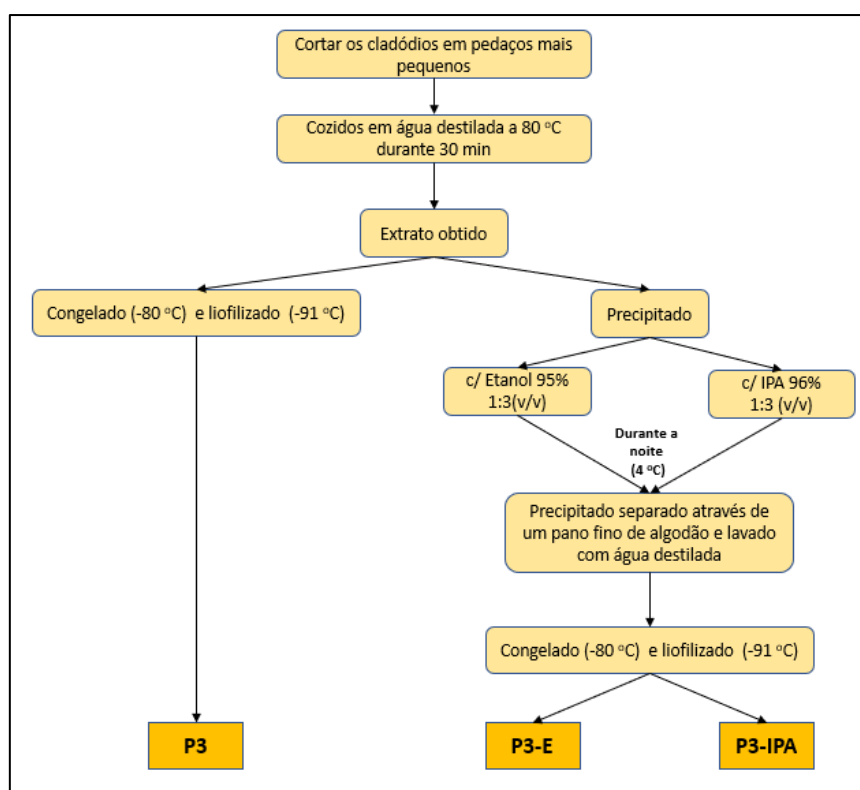 Cortar os cladódios em pedaços mais
pequenos
Cozidos em água destilada a 80 ºC
durante 30 min
Extrato obtido
Congelado (-80 ºC) e liofilizado (-91 ºC)
Precipitado
c/ Etanol 95%
1:3(v/v)
c/ IPA 96%
1:3 (v/v)
Durante a
noite
(4 ºC)
Precipitado separado através de
um pano fino de algodão e lavado
com água destilada
Congelado (-80 ºC) e liofilizado (-91 ºC)
P3
P3-E
P3-IPA